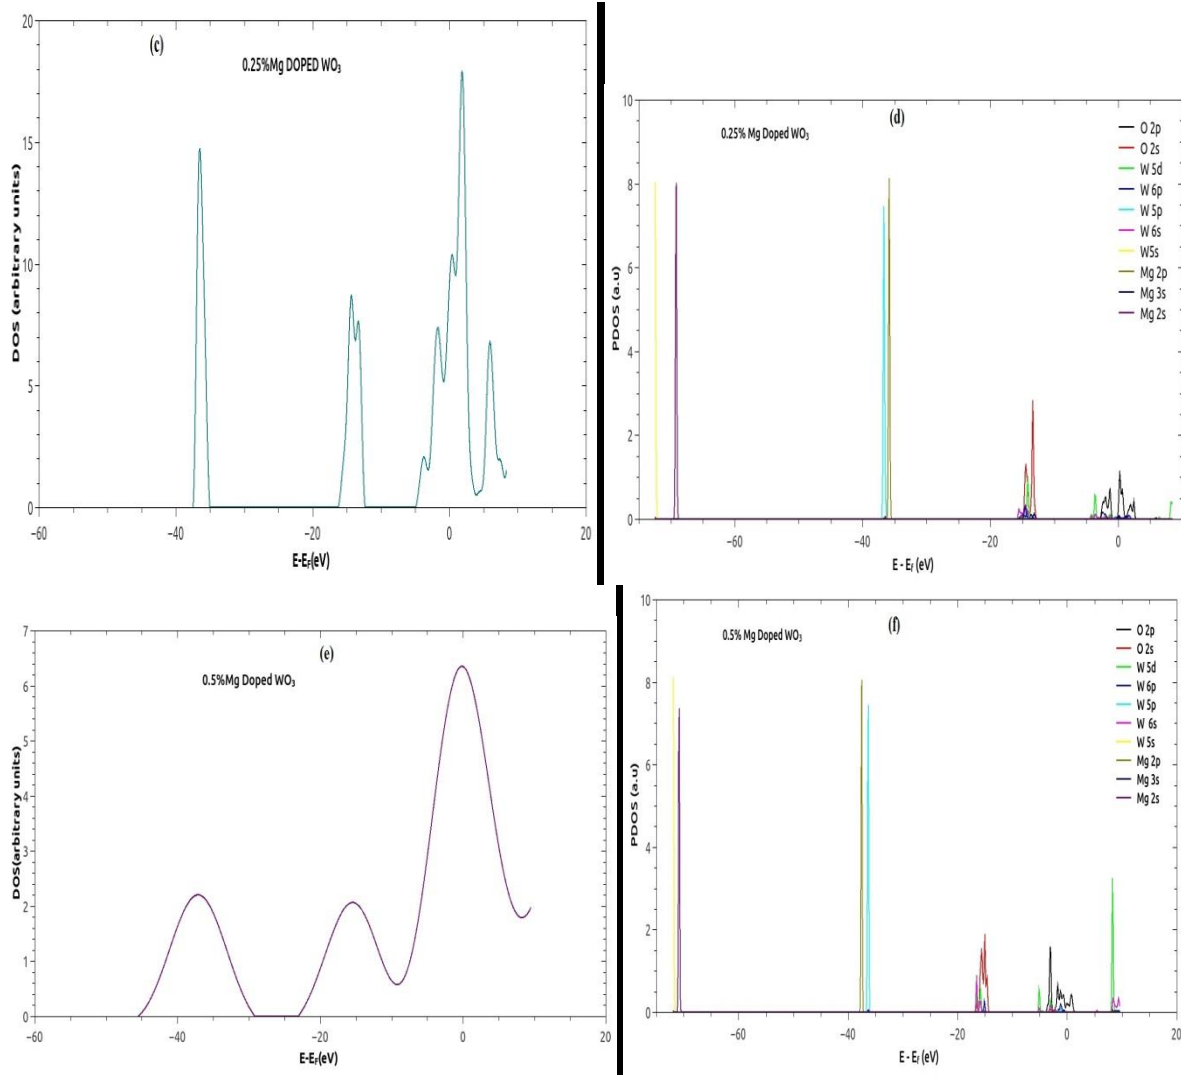 20
(c)
0.25%Mg DOPED WO₃
15
10
5
0
DOS (arbitrary units)
−60
−40
−20
0
20
E-EF(eV)
10
(d)
0.25% Mg Doped WO₃
O 2p
O 2s
W 5d
W 6p
W 5p
W 6s
W5s
Mg 2p
Mg 3s
Mg 2s
8
6
4
2
0
PDOS (a.u)
−60
−40
−20
0
E - Ef (eV)
7
(e)
0.5%Mg Doped WO₃
6
5
4
3
2
1
0
DOS(arbitrary units)
−60
−40
−20
0
20
E-EF(eV)
10
(f)
0.5% Mg Doped WO₃
O 2p
O 2s
W 5d
W 6p
W 5p
W 6s
W 5s
Mg 2p
Mg 3s
Mg 2s
8
6
4
2
0
PDOS (a.u)
−60
−40
−20
0
10
20
E - Ef (eV)